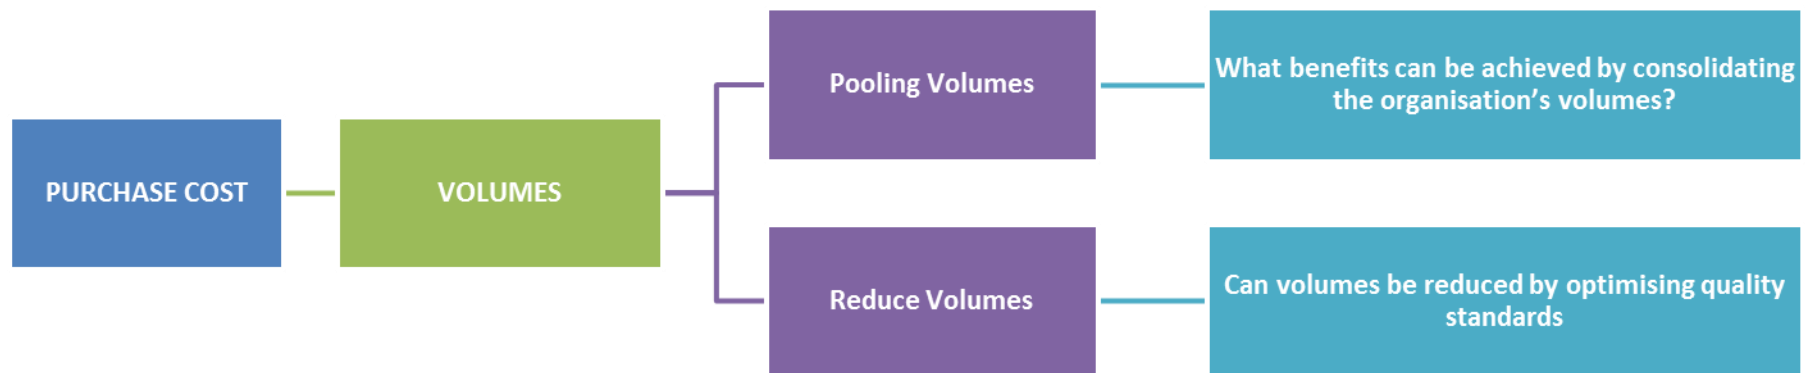 PURCHASE COST
VOLUMES
Pooling Volumes
What benefits can be achieved by consolidating
the organisation’s volumes?
Reduce Volumes
Can volumes be reduced by optimising quality
standards